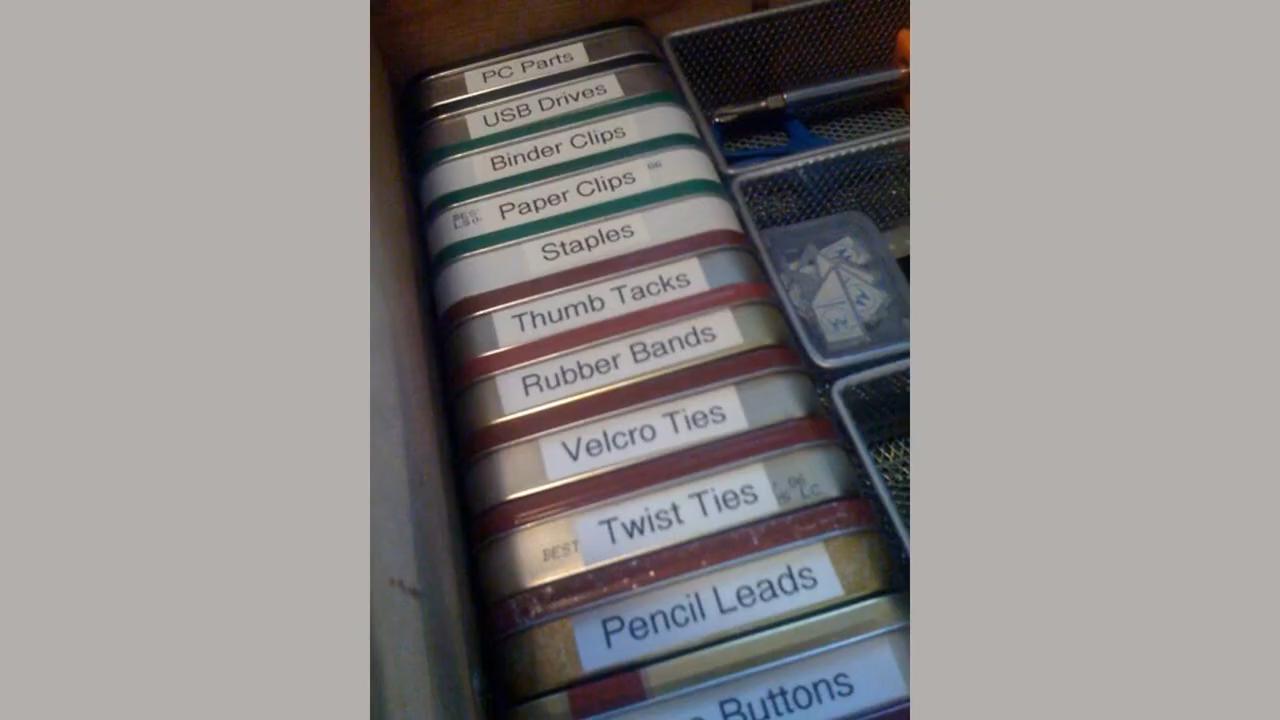 PC Parts
USB Drives
Binder Clips
Paper Clips
Staples
Thumb Tacks
Rubber Bands
Velcro Ties
Twist Ties
BEST
Pencil Leads
Buttons